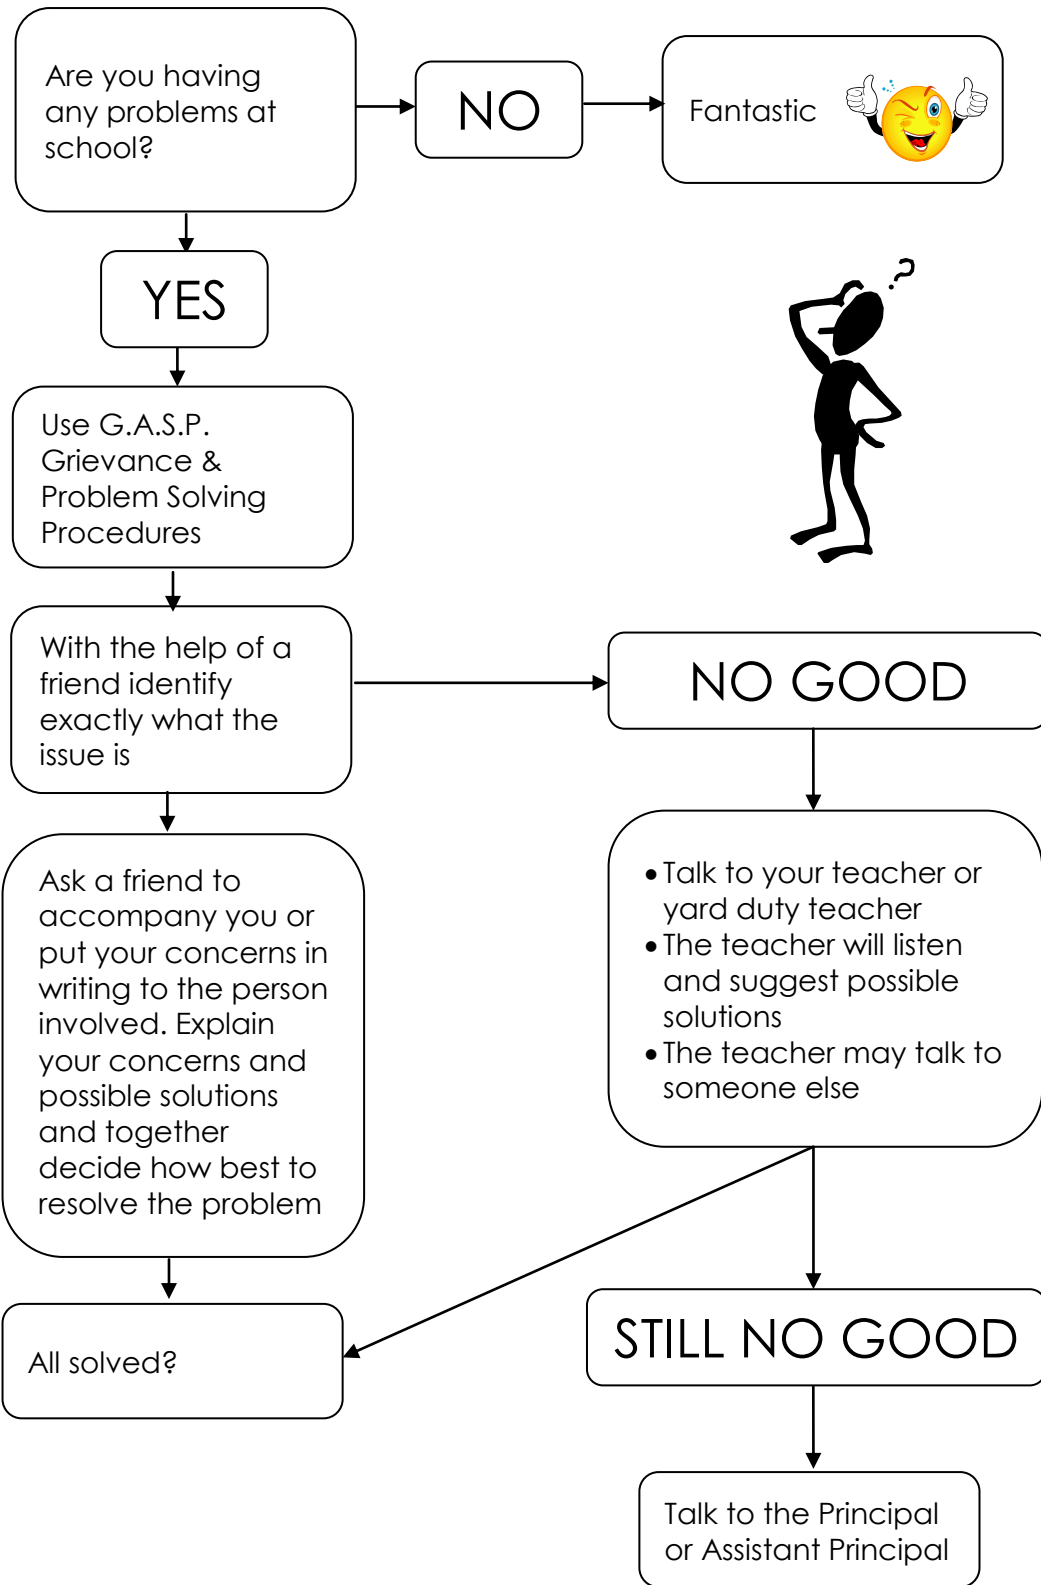 Are you having
any problems at
school?
NO
Fantastic
?
YES
Use G.A.S.P.
Grievance &
Problem Solving
Procedures
With the help of a
friend identify
exactly what the
issue is
NO GOOD
Ask a friend to
accompany you or
put your concerns in
writing to the person
involved. Explain
your concerns and
possible solutions
and together
decide how best to
resolve the problem
• Talk to your teacher or
yard duty teacher
• The teacher will listen
and suggest possible
solutions
• The teacher may talk to
someone else
All solved?
STILL NO GOOD
Talk to the Principal
or Assistant Principal